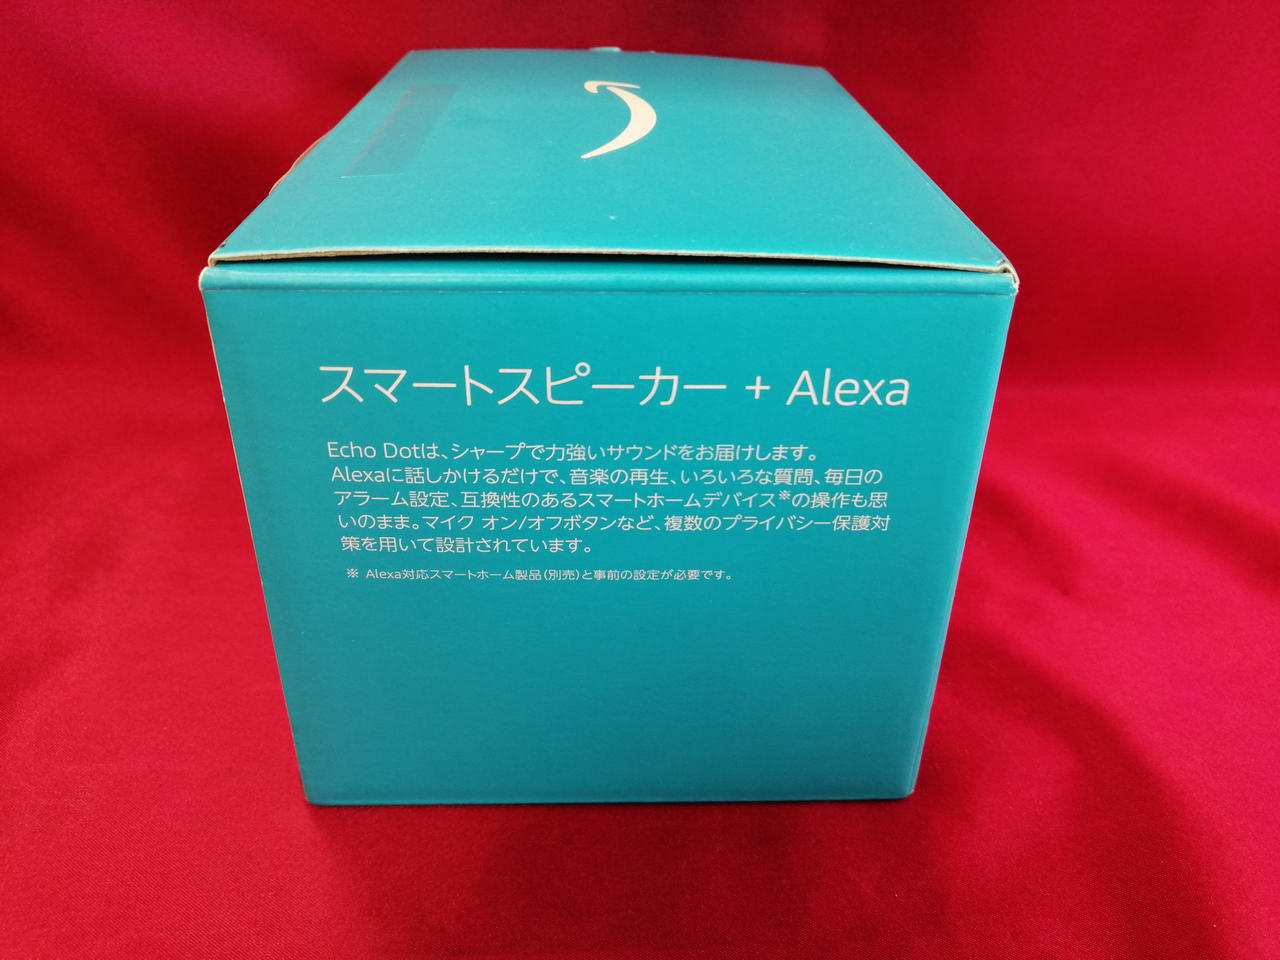 スマートスピーカー + Alexa
Echo Dotは、シャープで力強いサウンドをお届けします。
Alexaに話しかけるだけで、音楽の再生、いろいろな質問、毎日の
アラーム設定、互換性のあるスマートホームデバイス※の操作も思
いのまま。マイク オン/オフボタンなど、複数のプライバシー保護対
策を用いて設計されています。
※ Alexa対応スマートホーム製品(別売)と事前の設定が必要です。